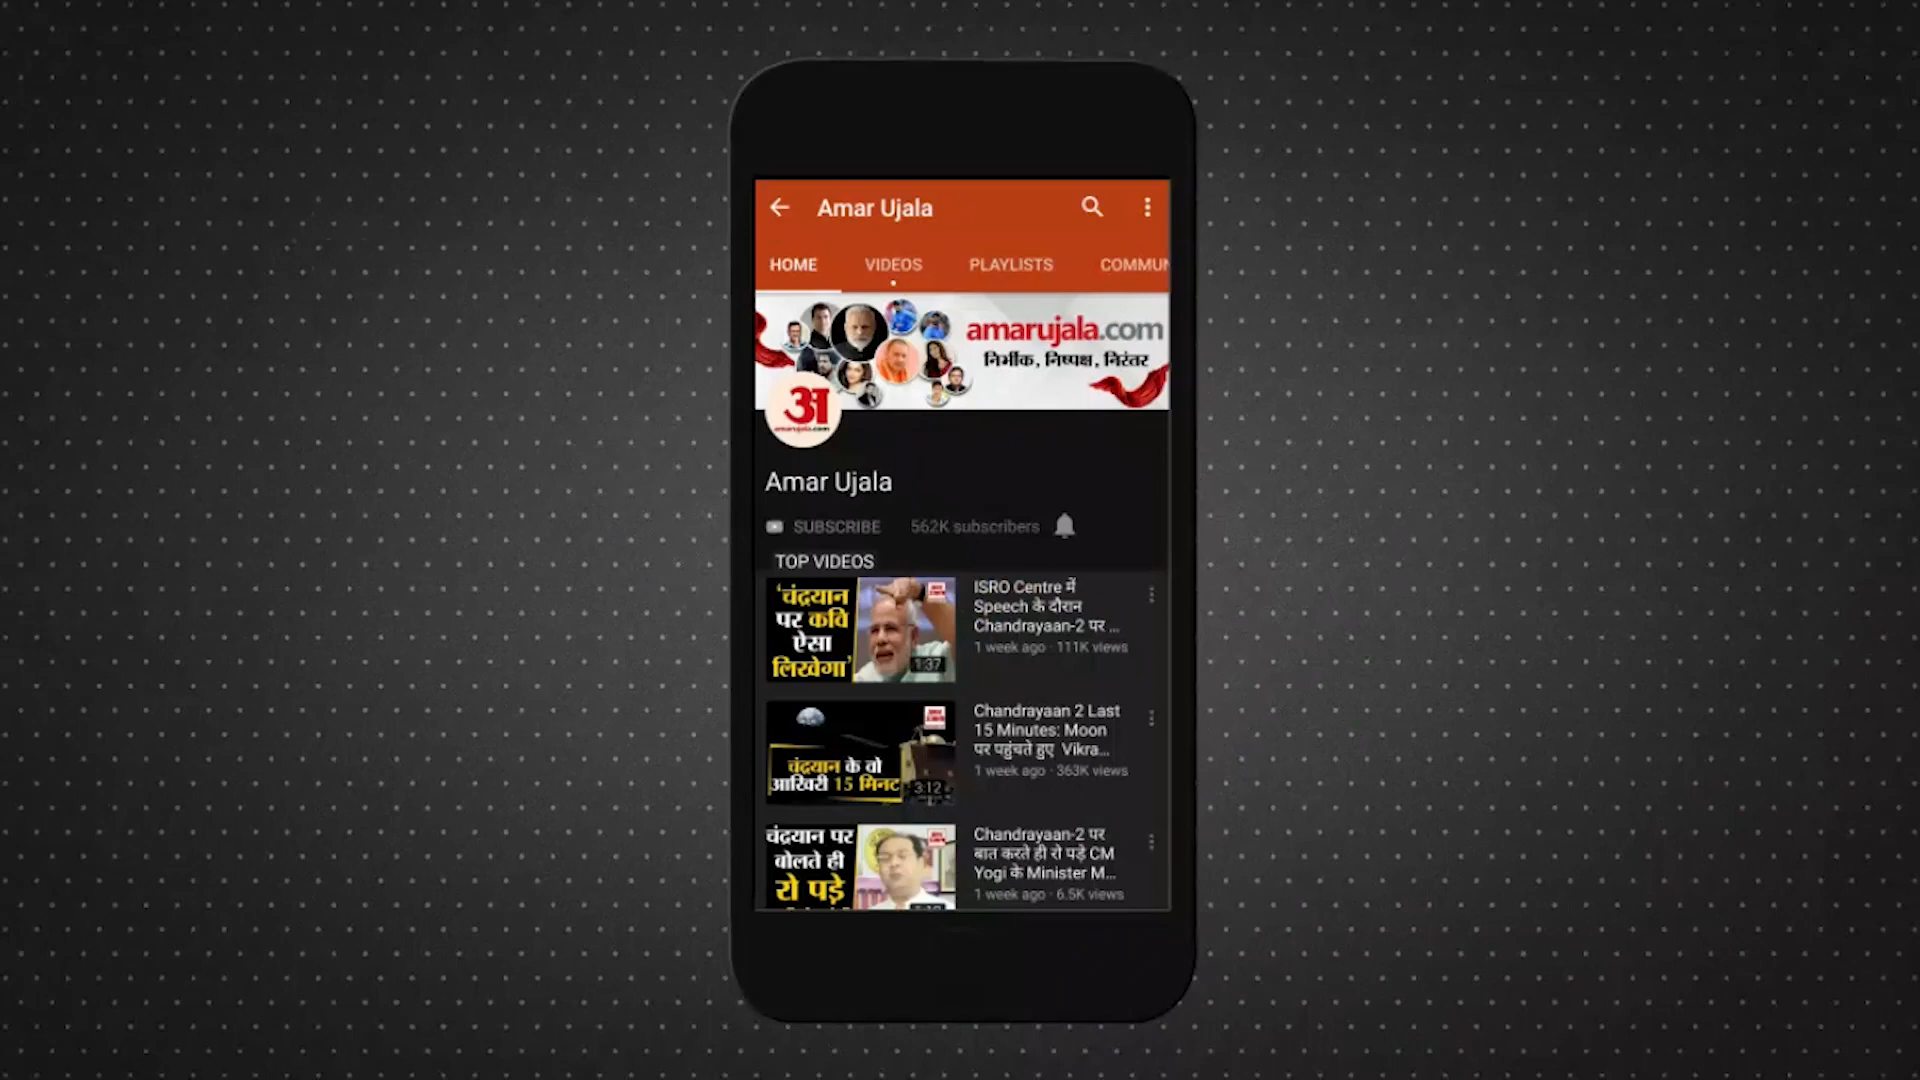 Amar Ujala
HOME VIDEOS PLAYLISTS COMMUN
amarujala.com
निर्भीक, निष्पक्ष, निरंतर
अ
amarujala.com
Amar Ujala
SUBSCRIBE 562K subscribers
TOP VIDEOS
'चंद्रयान
पर कवि
ऐसा
लिखेगा'
1:37
ISRO Centre में
Speech के दौरान
Chandrayaan-2 पर ...
1 week ago · 111K views
चंद्रयान के वो
आखिरी 15 मिनट
3:12
Chandrayaan 2 Last
15 Minutes: Moon
पर पहुंचते हुए Vikra...
1 week ago · 363K views
चंद्रयान पर
बोलते ही
रो पड़े
Chandrayaan-2 पर
बात करते ही रो पड़े CM
Yogi के Minister M...
1 week ago · 6.5K views